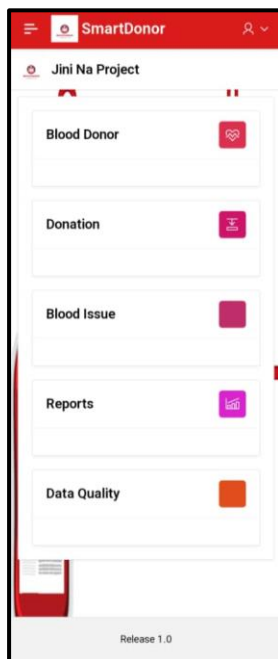 SmartDonor
Jini Na Project
Blood Donor
Donation
Blood Issue
Reports
Data Quality
Release 1.0